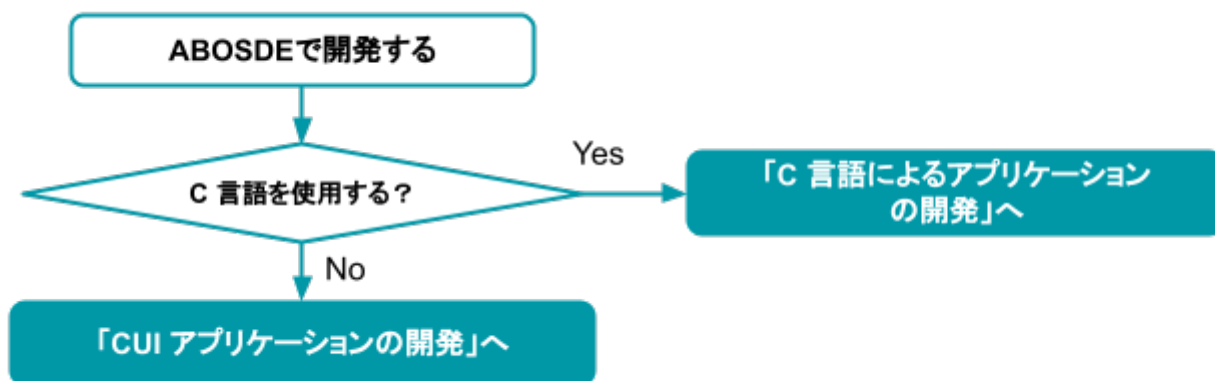 ABOSDEで開発する
C 言語を使用する？
Yes
「C 言語によるアプリケーション
の開発」へ
No
「CUI アプリケーションの開発」へ